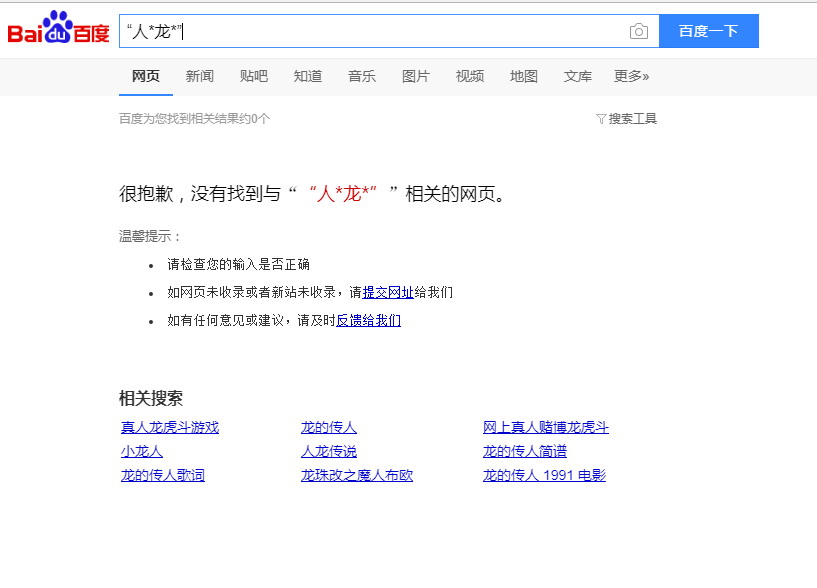 Bai du 百度 “人*龙*” 百度一下
网页 新闻 贴吧 知道 音乐 图片 视频 地图 文库 更多»
百度为您找到相关结果约0个 搜索工具
很抱歉，没有找到与“ “人*龙*” ”相关的网页。
温馨提示：
• 请检查您的输入是否正确
• 如网页未收录或者新站未收录，请提交网址给我们
• 如有任何意见或建议，请及时反馈给我们
相关搜索
真人龙虎斗游戏 龙的传人 网上真人赌博龙虎斗
小龙人 人龙传说 龙的传人简谱
龙的传人歌词 龙珠改之魔人布欧 龙的传人 1991 电影